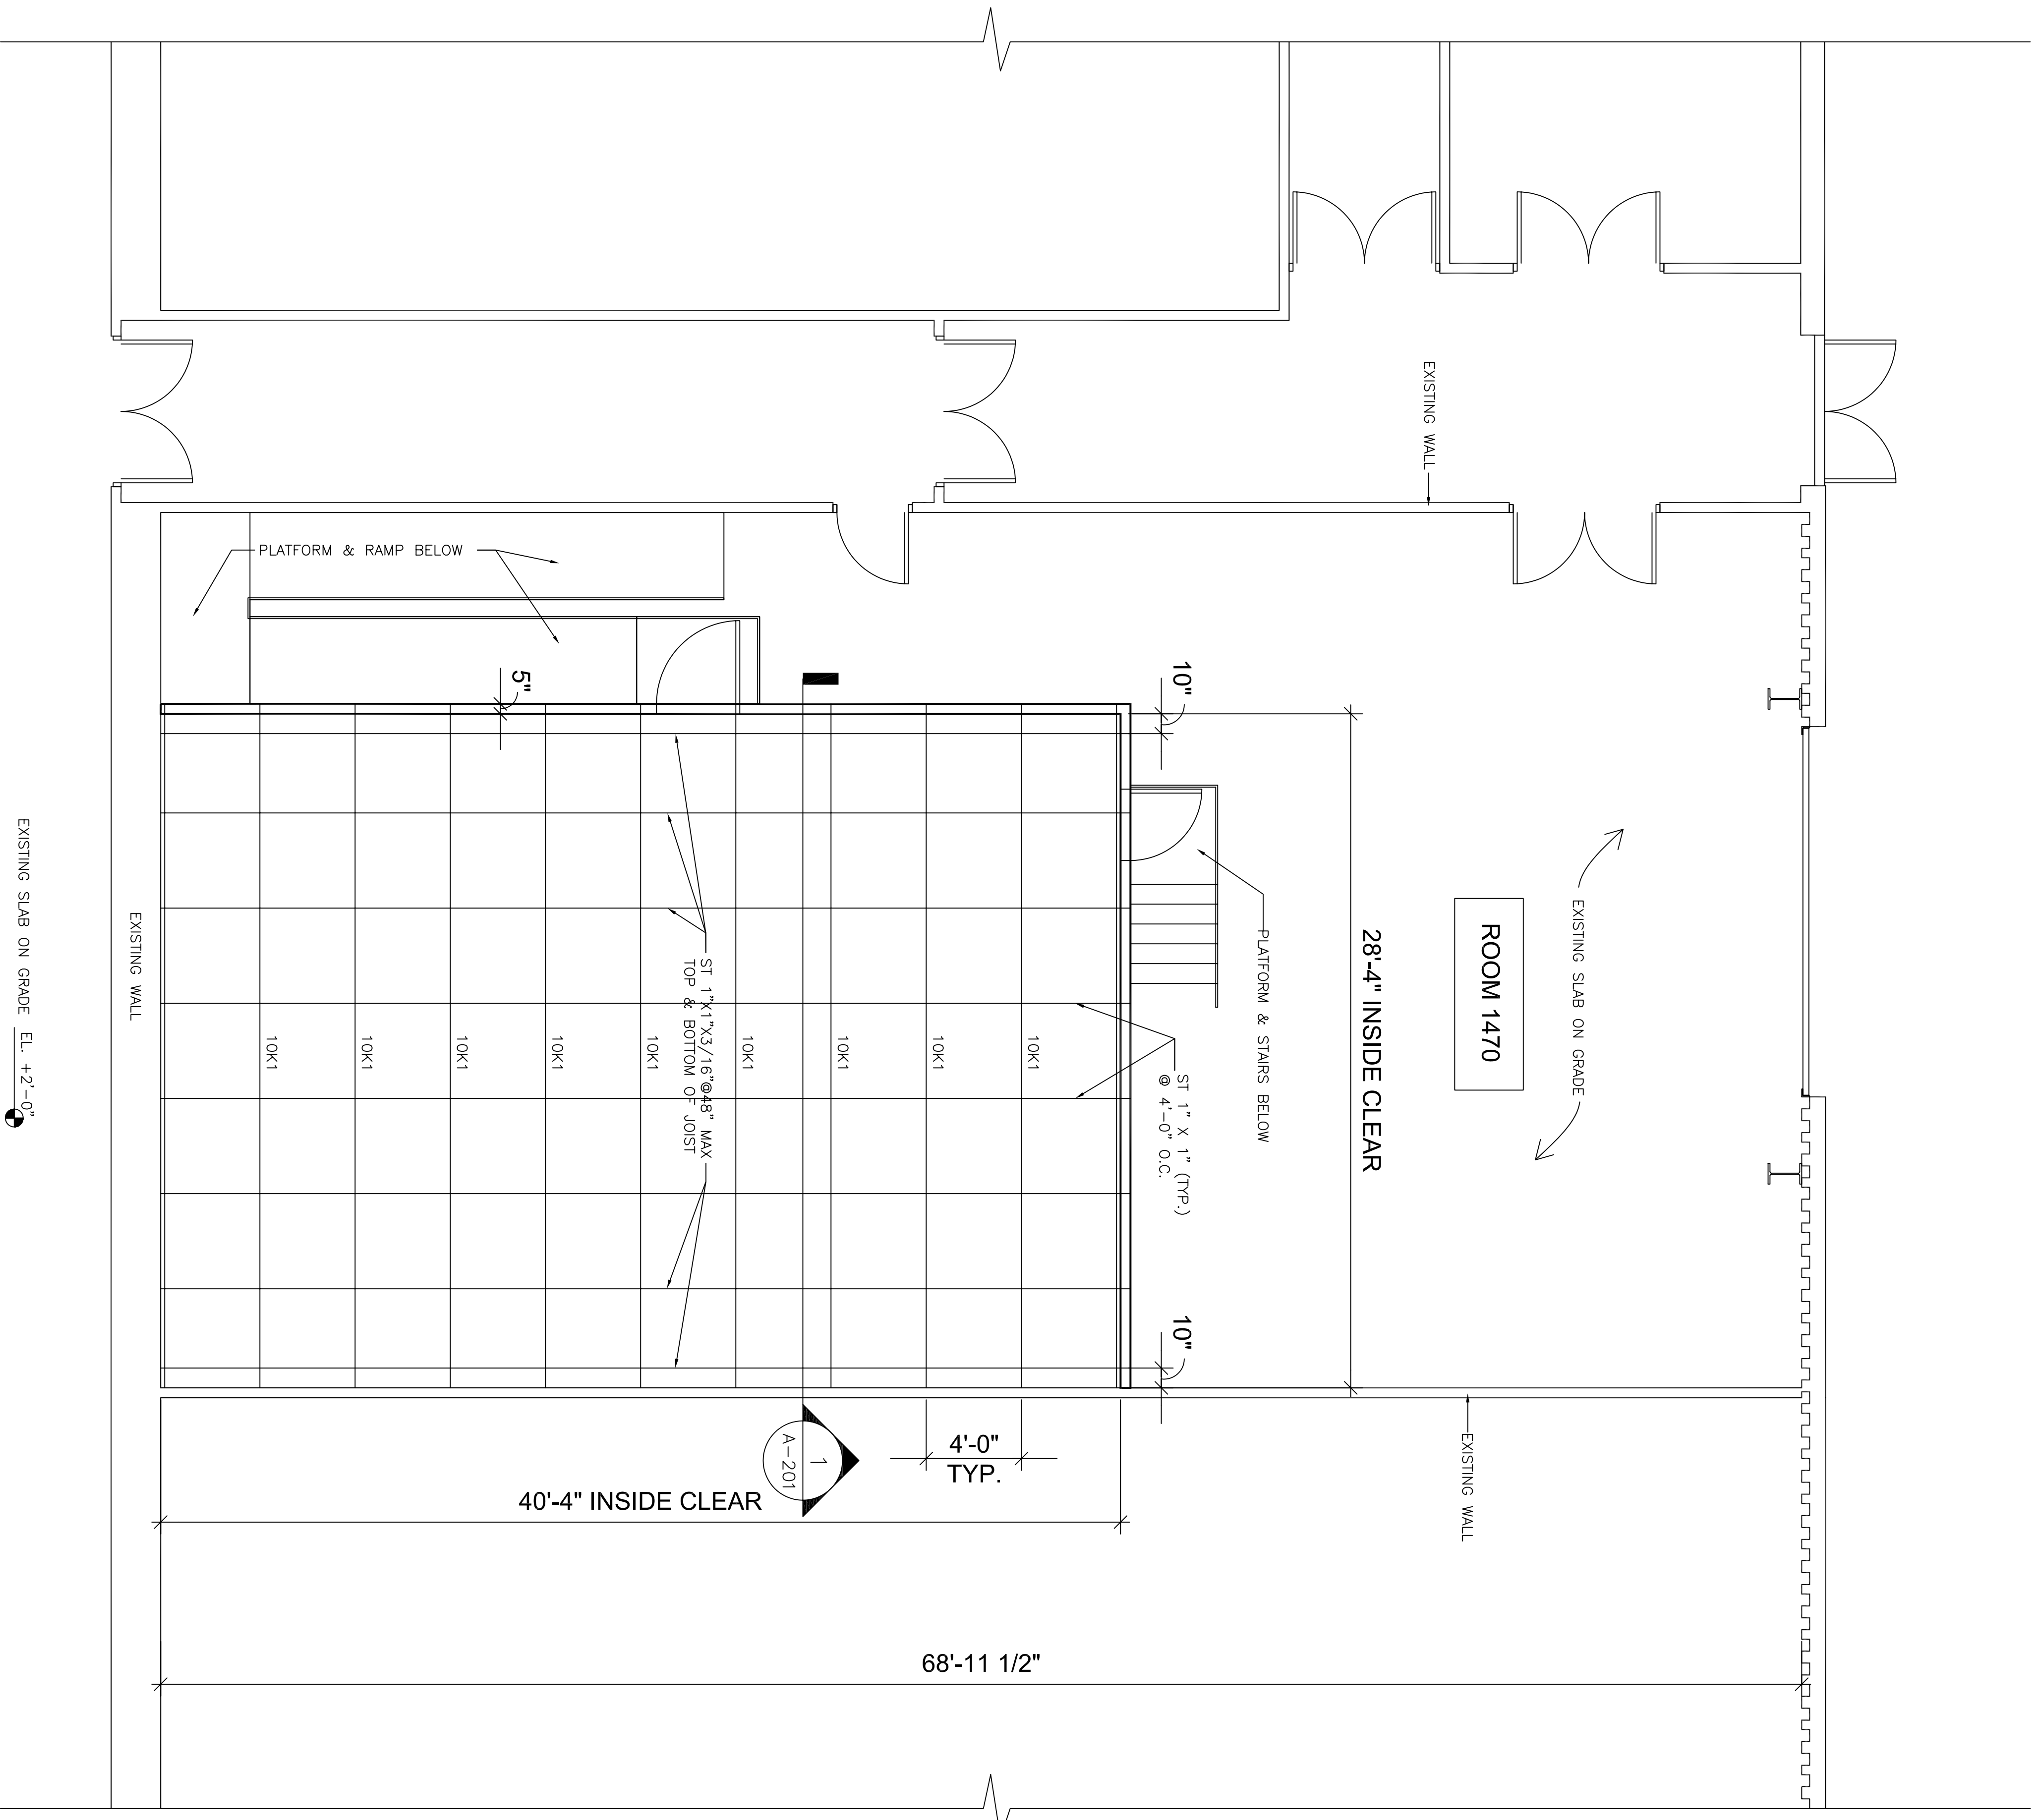 EXISTING WALL
PLATFORM & RAMP BELOW
5"
10"
PLATFORM & STAIRS BELOW
28'-4" INSIDE CLEAR
ROOM 1470
EXISTING SLAB ON GRADE
EXISTING SLAB ON GRADE
EL. +2'-0"
EXISTING WALL
ST 1"X1"X3/16"@48" MAX
TOP & BOTTOM OF JOIST
10K1
10K1
10K1
10K1
10K1
10K1
10K1
10K1
10K1
ST 1" X 1" (TYP.)
@ 4'-0" O.C.
10"
1
A-201
4'-0"
TYP.
EXISTING WALL
40'-4" INSIDE CLEAR
68'-11 1/2"